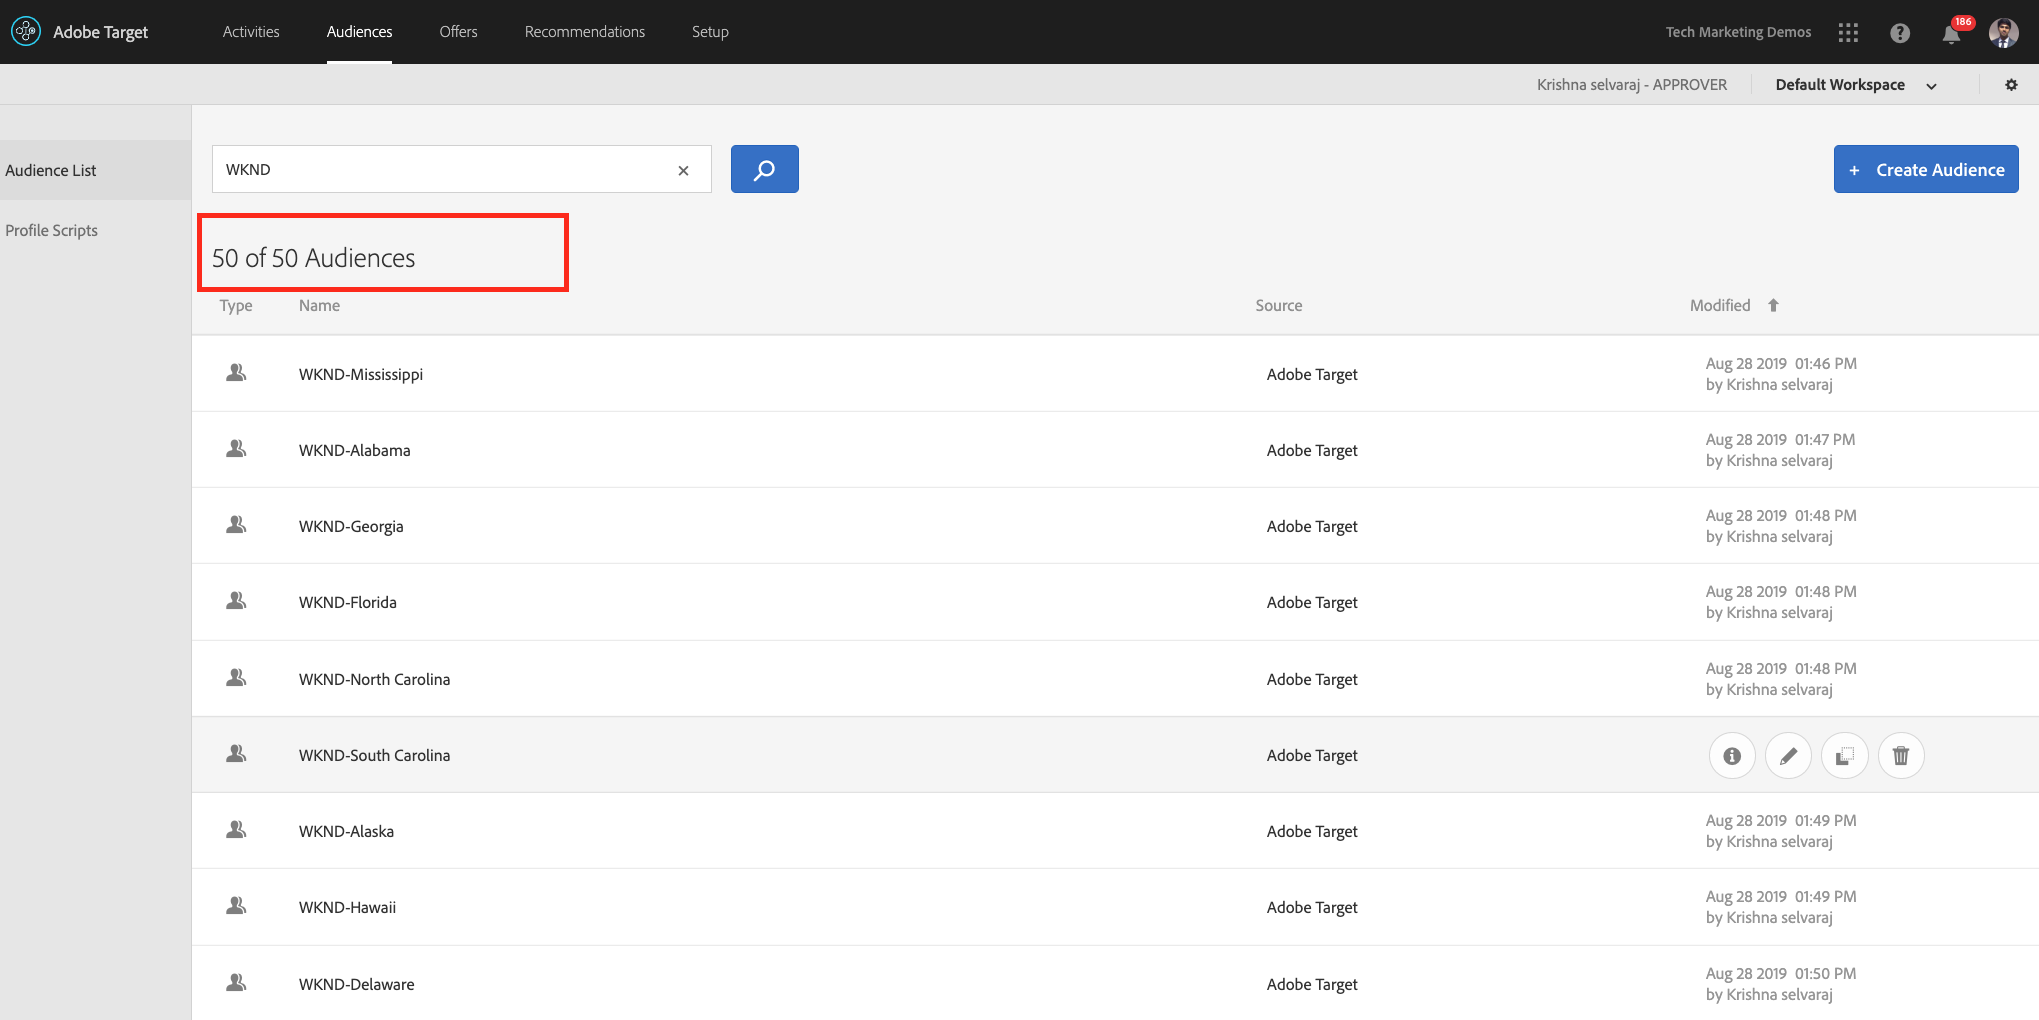 Adobe Target Activities Audiences Offers Recommendations Setup Tech Marketing Demos 186
Krishna selvaraj - APPROVER Default Workspace
Audience List
Profile Scripts
WKND
+ Create Audience
50 of 50 Audiences
Type Name Source Modified
WKND-Mississippi Adobe Target Aug 28 2019 01:46 PM
by Krishna selvaraj
WKND-Alabama Adobe Target Aug 28 2019 01:47 PM
by Krishna selvaraj
WKND-Georgia Adobe Target Aug 28 2019 01:48 PM
by Krishna selvaraj
WKND-Florida Adobe Target Aug 28 2019 01:48 PM
by Krishna selvaraj
WKND-North Carolina Adobe Target Aug 28 2019 01:48 PM
by Krishna selvaraj
WKND-South Carolina Adobe Target
WKND-Alaska Adobe Target Aug 28 2019 01:49 PM
by Krishna selvaraj
WKND-Hawaii Adobe Target Aug 28 2019 01:49 PM
by Krishna selvaraj
WKND-Delaware Adobe Target Aug 28 2019 01:50 PM
by Krishna selvaraj